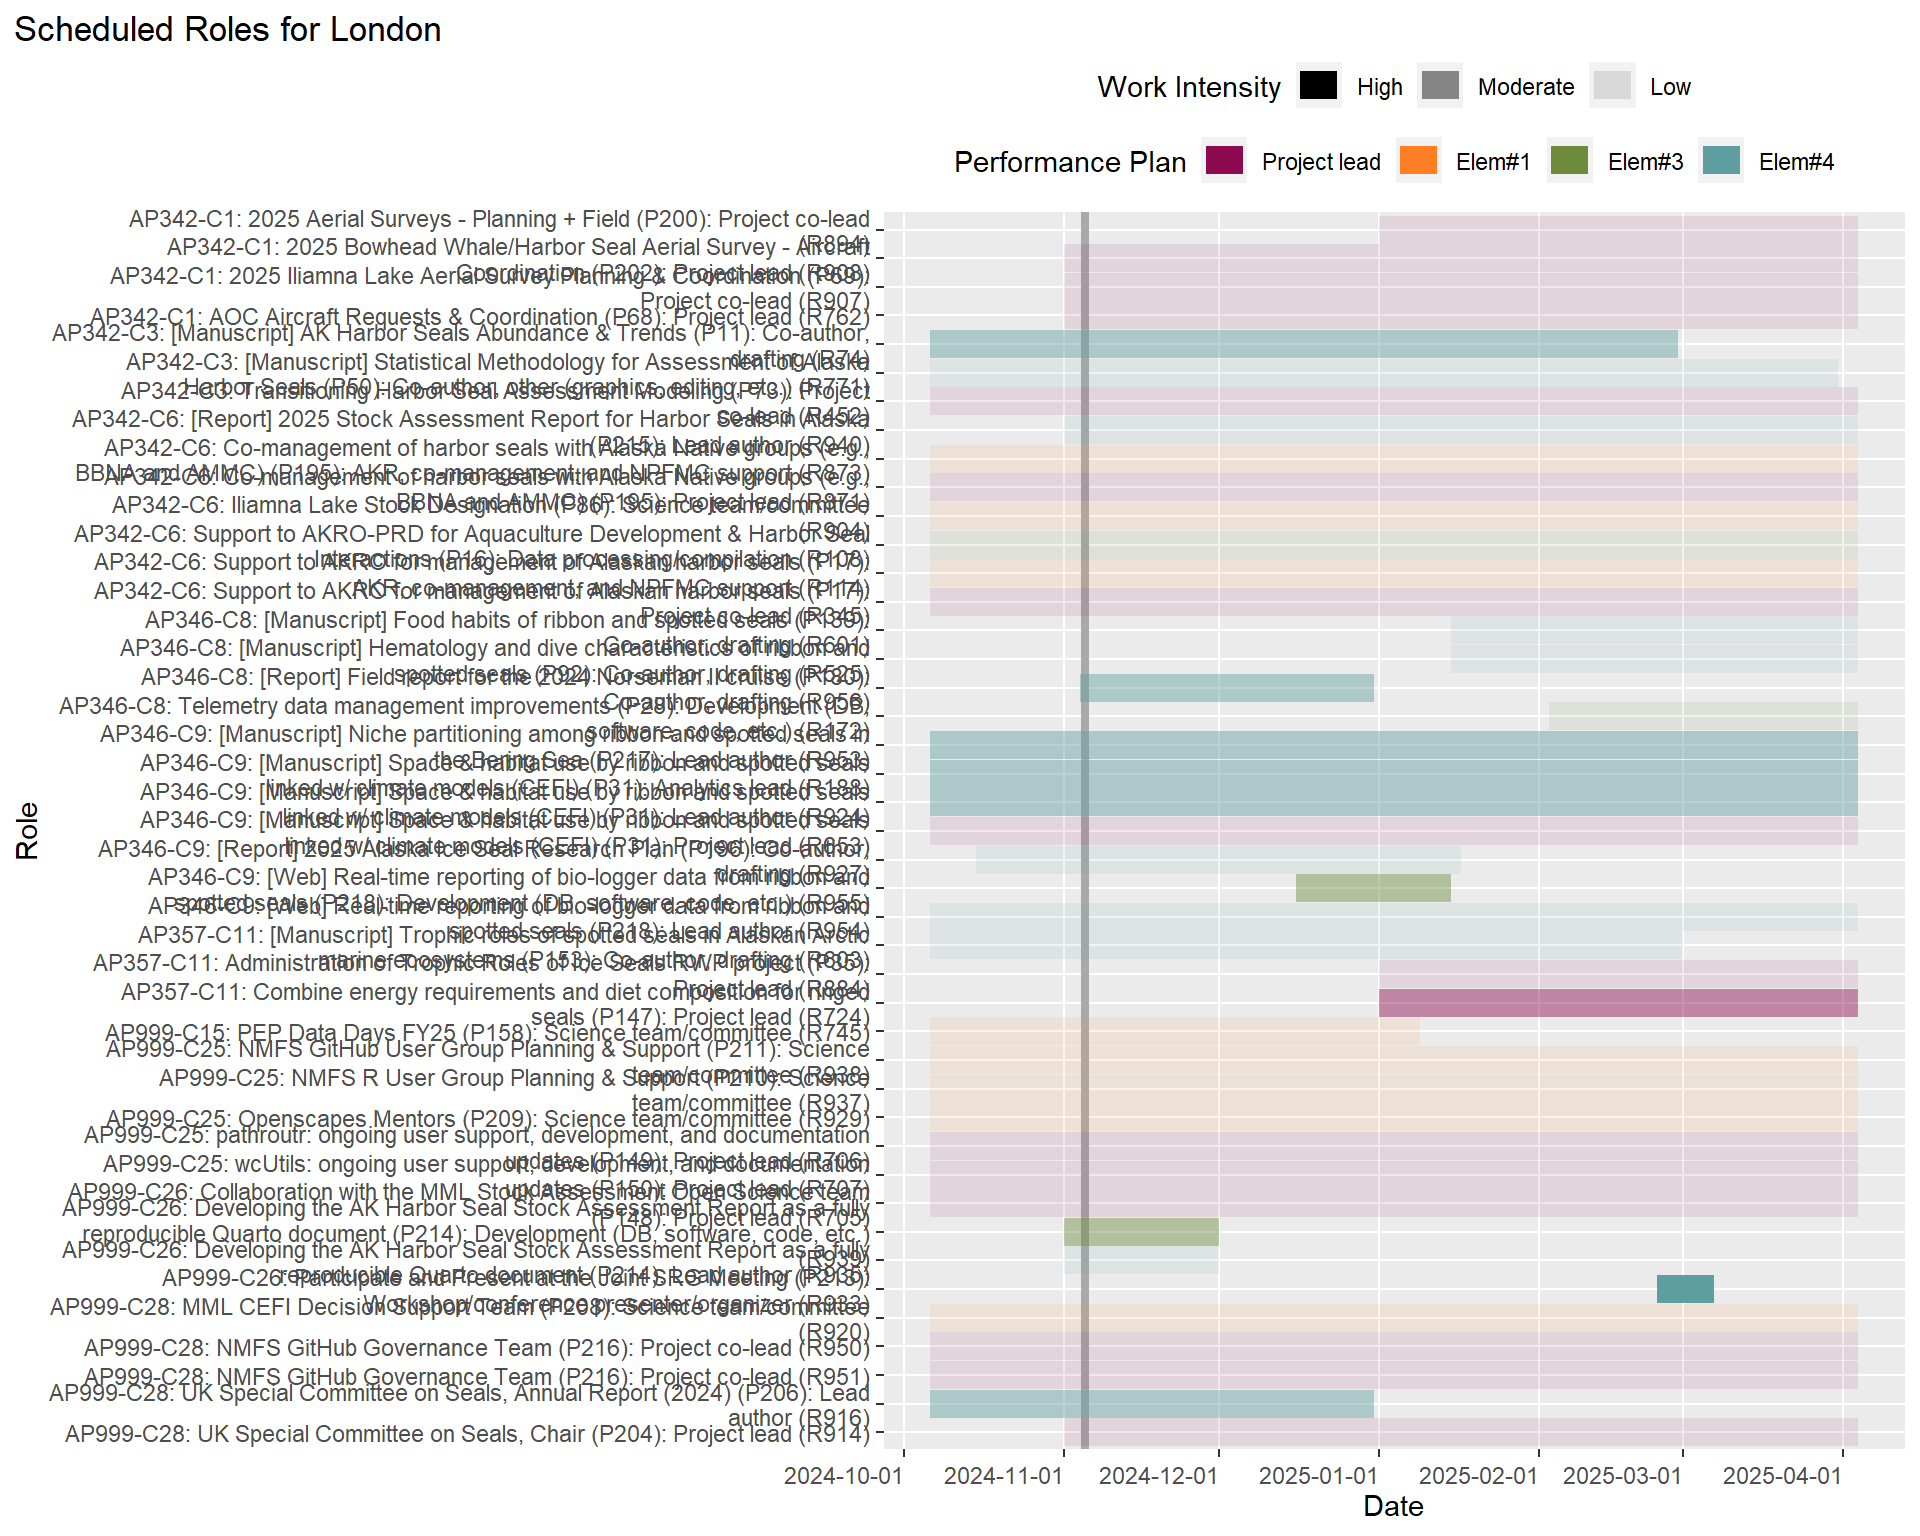 Scheduled Roles for London
Work Intensity High Moderate Low
Performance Plan Project lead Elem#1 Elem#3 Elem#4
AP342-C1: 2025 Aerial Surveys - Planning + Field (P200): Project co-lead
(R894)
AP342-C1: 2025 Bowhead Whale/Harbor Seal Aerial Survey - Aircraft
Coordination (P202): Project lead (R908)
AP342-C1: 2025 Iliamna Lake Aerial Survey Planning & Coordination (P69):
Project co-lead (R907)
AP342-C1: AOC Aircraft Requests & Coordination (P68): Project lead (R762)
AP342-C3: [Manuscript] AK Harbor Seals Abundance & Trends (P11): Co-author,
drafting (R74)
AP342-C3: [Manuscript] Statistical Methodology for Assessment of Alaska
Harbor Seals (P50): Co-author, other (graphics, editing, etc.) (R771)
AP342-C3: Transitioning Harbor Seal Assessment Modeling (P73): Project
co-lead (R452)
AP342-C6: [Report] 2025 Stock Assessment Report for Harbor Seals in Alaska
(P215): Lead author (R940)
AP342-C6: Co-management of harbor seals with Alaska Native groups (e.g.,
BBNA and AMMC) (P195): AKR, co-management, and NPFMC support (R873)
AP342-C6: Co-management of harbor seals with Alaska Native groups (e.g.,
BBNA and AMMC) (P195): Project lead (R871)
AP342-C6: Iliamna Lake Stock Designation (P86): Science team/committee
(R904)
AP342-C6: Support to AKRO-PRD for Aquaculture Development & Harbor Seal
Interactions (P16): Data processing/compilation (R108)
AP342-C6: Support to AKRO for management of Alaskan harbor seals (P17):
AKR, co-management, and NPFMC support (R114)
AP342-C6: Support to AKRO for management of Alaskan harbor seals (P17):
Project co-lead (R345)
AP346-C8: [Manuscript] Food habits of ribbon and spotted seals
Co-author, drafting (R601)
AP346-C8: [Manuscript] Hematology and dive characteristics of ribbon and
spotted seals (P92): Co-author, drafting (R525)
AP346-C8: [Report] Field report for the 2024 Norseman II cruise
Co-author, drafting (R956)
AP346-C8: Telemetry data management improvements (P29): Development (DB,
software, code, etc.) (R172)
AP346-C9: [Manuscript] Niche partitioning among ribbon and spotted seals in
the Bering Sea (P217): Lead author (R953)
AP346-C9: [Manuscript] Space & habitat use by ribbon and spotted seals
linked w/ climate models (CEFI) (P31): Analytics lead (R188)
AP346-C9: [Manuscript] Space & habitat use by ribbon and spotted seals
linked w/ climate models (CEFI) (P31): Lead author (R924)
AP346-C9: [Manuscript] Space & habitat use by ribbon and spotted seals
linked w/ climate models (CEFI) (P31): Project lead (R853)
AP346-C9: [Report] 2025 Alaska Ice Seal Research Plan (P196): Co-author,
drafting (R927)
AP346-C9: [Web] Real-time reporting of bio-logger data from ribbon and
spotted seals (P218): Development (DB, software, code, etc.) (R955)
AP346-C9: [Web] Real-time reporting of bio-logger data from ribbon and
spotted seals (P218): Lead author (R954)
AP357-C11: [Manuscript] Trophic roles of spotted seals in Alaskan Arctic
marine ecosystems (P153): Co-author, drafting (R803)
AP357-C11: Administration of Trophic Roles of Ice Seals RWP project (P85):
Project lead (R884)
AP357-C11: Combine energy requirements and diet composition for ringed
seals (P147): Project lead (R724)
AP999-C15: PEP Data Days FY25 (P158): Science team/committee (R745)
AP999-C25: NMFS GitHub User Group Planning & Support (P211): Science
team/committee (R938)
AP999-C25: NMFS R User Group Planning & Support (P210): Science
team/committee (R937)
AP999-C25: Openscapes Mentors (P209): Science team/committee (R929)
AP999-C25: pathroutr: ongoing user support, development, and documentation
updates (P149): Project lead (R706)
AP999-C25: wcUtils: ongoing user support, development, and documentation
updates (P150): Project lead (R707)
AP999-C26: Collaboration with the MML Stock Assessment Open Science team
(P148): Project lead (R705)
AP999-C26: Developing the AK Harbor Seal Stock Assessment Report as a fully
reproducible Quarto document (P214): Development (DB, software, code, etc.)
(R939)
AP999-C26: Developing the AK Harbor Seal Stock Assessment Report as a fully
reproducible Quarto document (P214): Lead author
AP999-C26: Participate and Present at the Joint SRG Meeting (P213):
Workshop/conference presenter/organizer (R933)
AP999-C28: MML CEFI Decision Support Team (P208): Science team/committee
(R920)
AP999-C28: NMFS GitHub Governance Team (P216): Project co-lead (R950)
AP999-C28: NMFS GitHub Governance Team (P216): Project co-lead (R951)
AP999-C28: UK Special Committee on Seals, Annual Report (2024) (P206): Lead
author (R916)
AP999-C28: UK Special Committee on Seals, Chair (P204): Project lead (R914)
Role
2024-10-01 2024-11-01 2024-12-01 2025-01-01 2025-02-01 2025-03-01 2025-04-01
Date